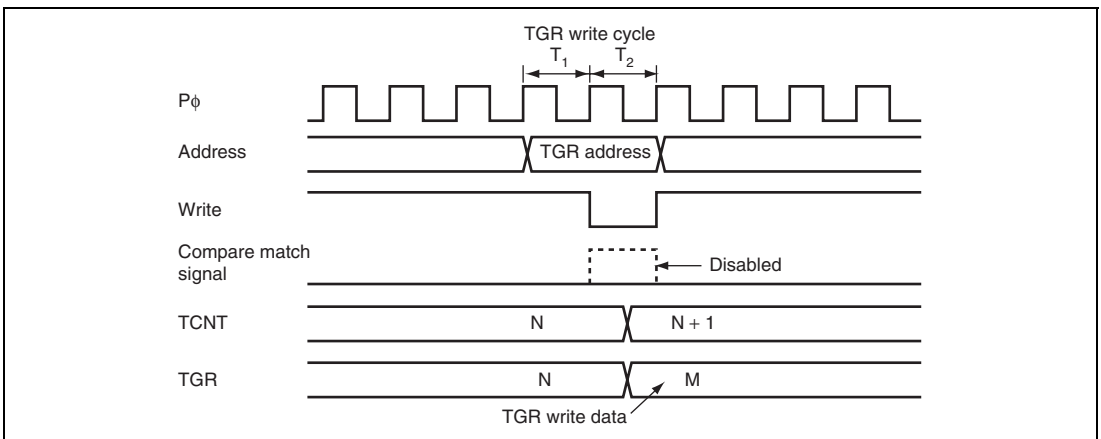 TGR write cycle
T1 T2
Pϕ
Address TGR address
Write
Compare match
signal
Disabled
TCNT N N + 1
TGR N M
TGR write data